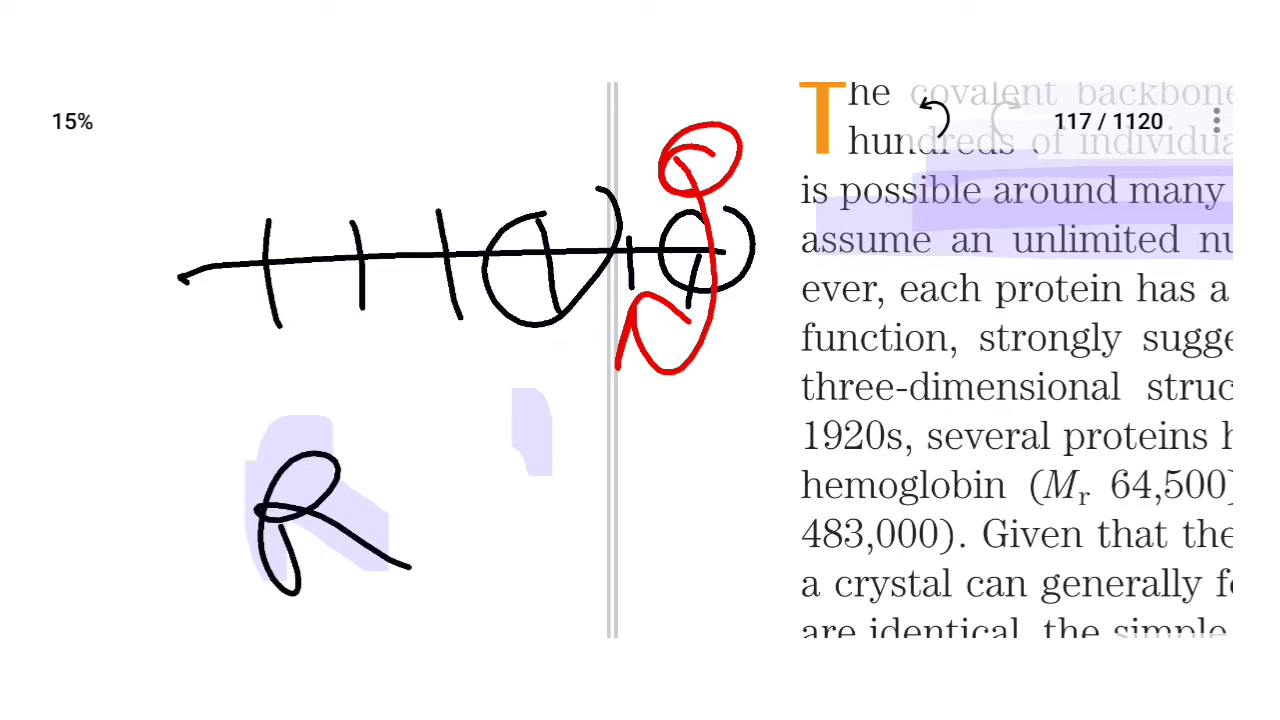 15%
117 / 1120
The covalent backbone
hundreds of individua
is possible around many
assume an unlimited nu
ever, each protein has a
function, strongly sugge
three-dimensional struc
1920s, several proteins h
hemoglobin (Mr 64,500)
483,000). Given that the
a crystal can generally f
are identical, the simple
R